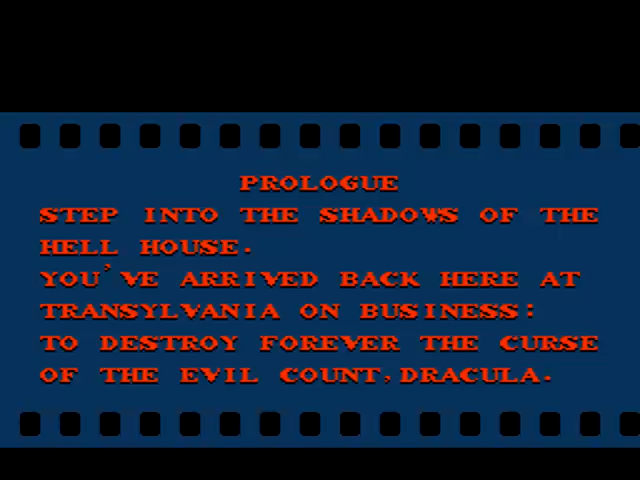 PROLOGUE
STEP INTO THE SHADOWS OF THE
HELL HOUSE.
YOU'VE ARRIVED BACK HERE AT
TRANSYLVANIA ON BUSINESS:
TO DESTROY FOREVER THE CURSE
OF THE EVIL COUNT,DRACULA.